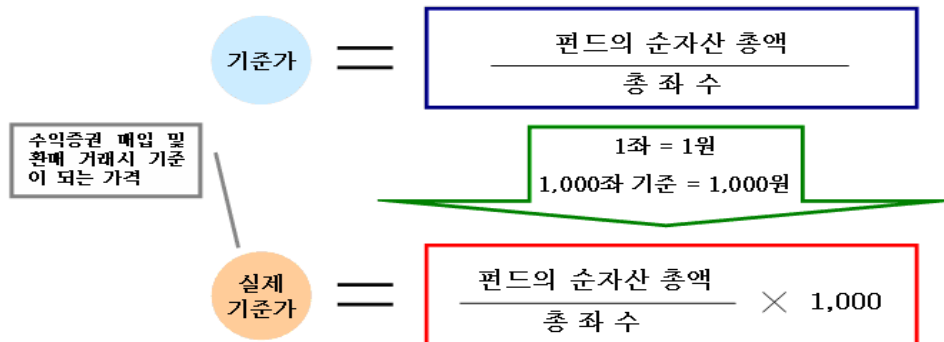 기준가
펀드의 순자산 총액
총 좌 수
수익증권 매입 및
환매 거래시 기준
이 되는 가격
1좌 = 1원
1,000좌 기준 = 1,000원
실제
기준가
펀드의 순자산 총액
총 좌 수
× 1,000